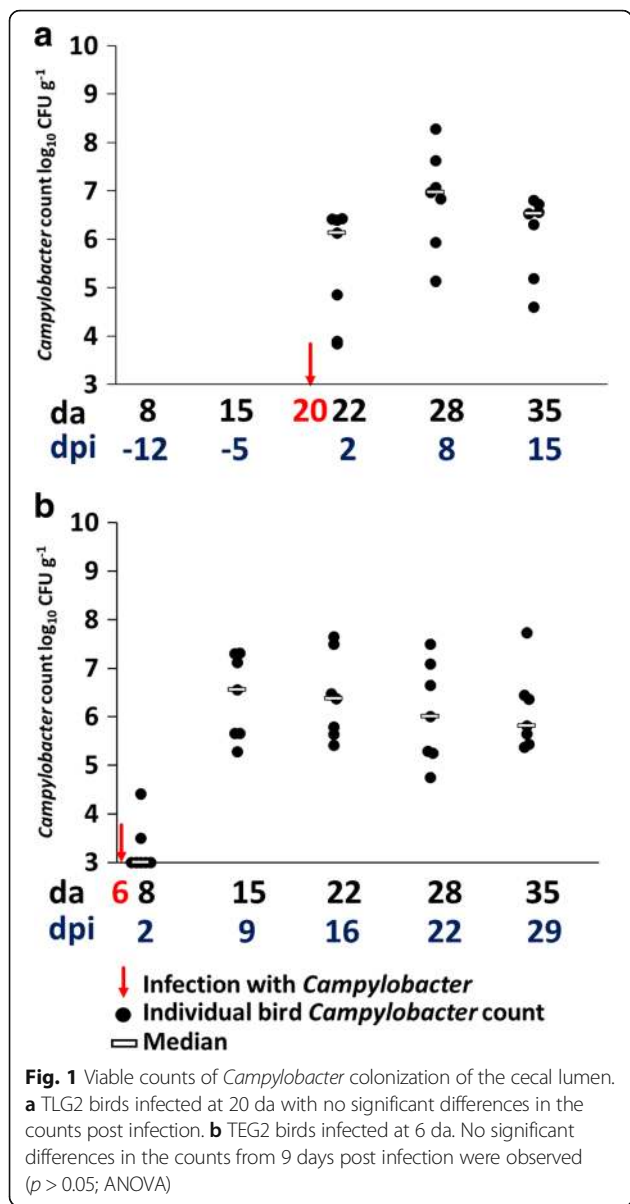 a
10
9
8
7
6
5
4
3
Campylobacter count log₁₀ CFU g⁻¹
da 8 15 20 22 28 35
dpi -12 -5 2 8 15
b
10
9
8
7
6
5
4
3
Campylobacter count log₁₀ CFU g⁻¹
da 6 8 15 22 28 35
dpi 2 9 16 22 29
Infection with Campylobacter
Individual bird Campylobacter count
Median
Fig. 1 Viable counts of Campylobacter colonization of the cecal lumen.
a TLG2 birds infected at 20 da with no significant differences in the
counts post infection. b TEG2 birds infected at 6 da. No significant
differences in the counts from 9 days post infection were observed
(p > 0.05; ANOVA)